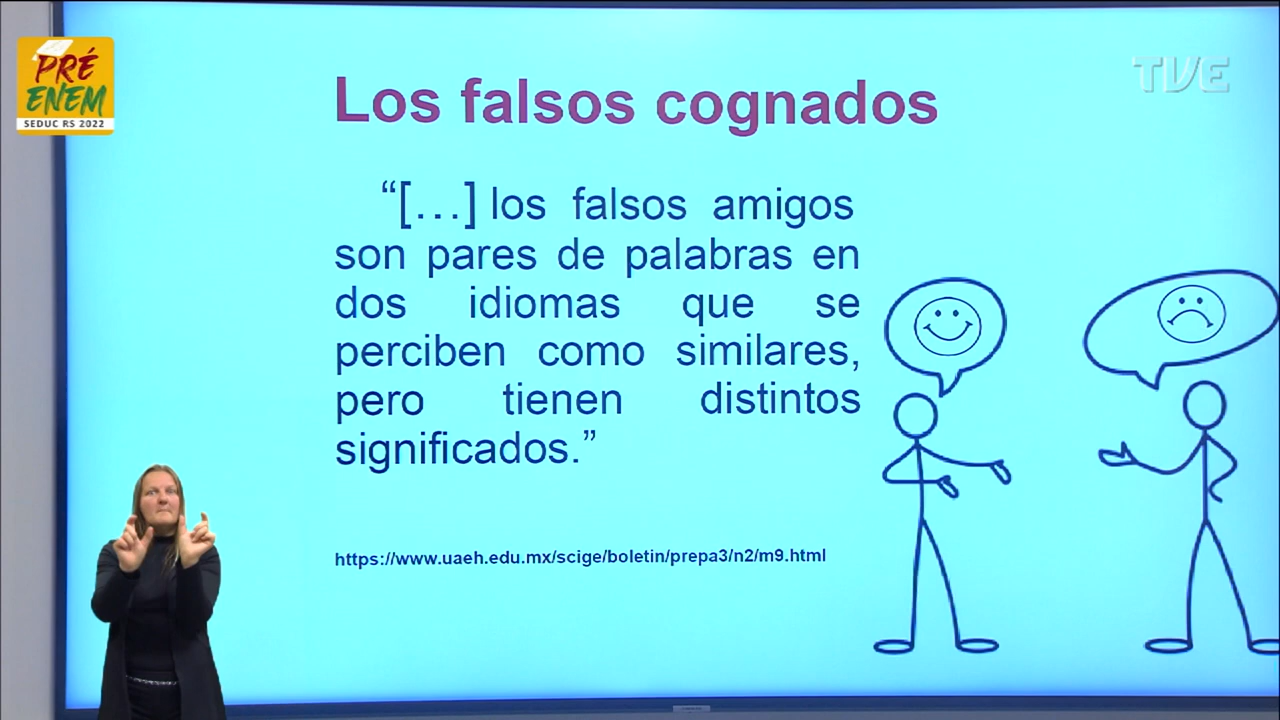 PRÉ
ENEM
SEDUC RS 2022
TVE
Los falsos cognados
“[…] los falsos amigos
son pares de palabras en
dos idiomas que se
perciben como similares,
pero tienen distintos
significados.”
https://www.uaeh.edu.mx/scige/boletin/prepa3/n2/m9.html